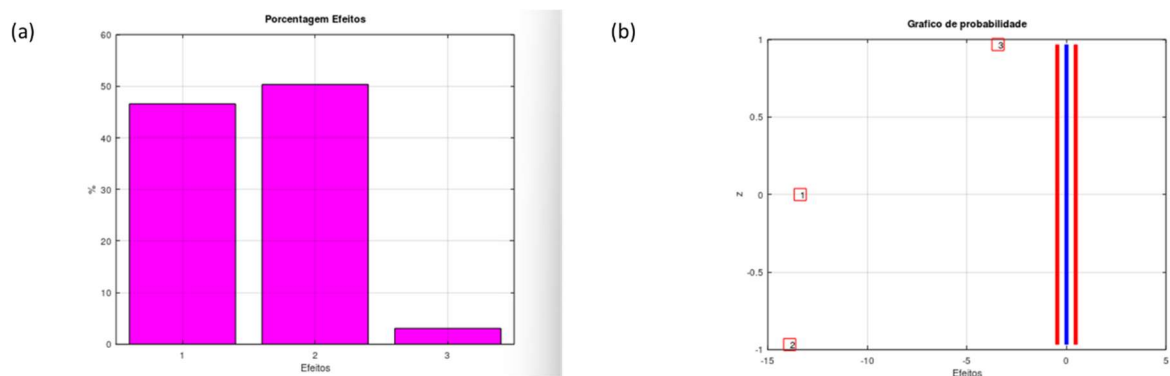 (a)
Porcentagem Efeitos
60
50
40
30
20
10
0
%
1 2 3
Efeitos
(b)
Grafico de probabilidade
1
0.5
0
-0.5
-1
z
3
1
2
-15 -10 -5 0 5
Efeitos